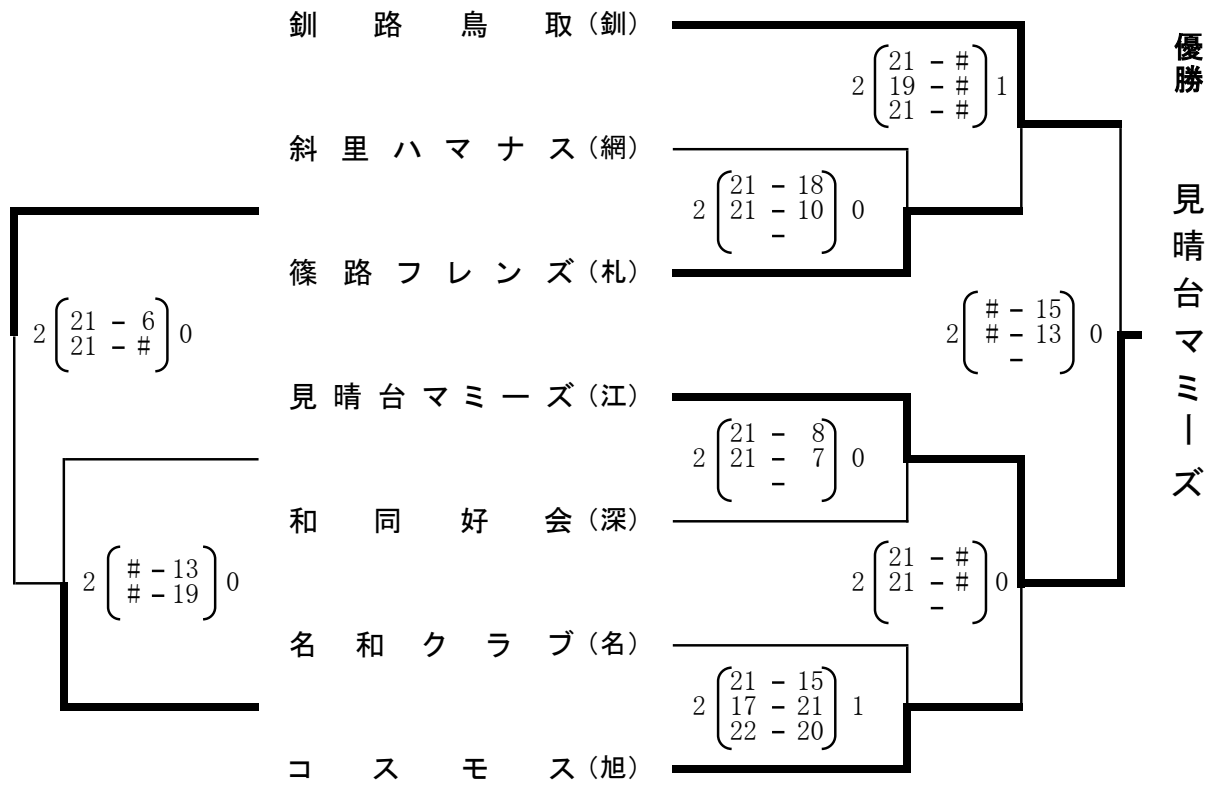 釧路鳥取（釧）
2 21 － # 1
19 － #
21 － #
斜里ハマナス（網）
2 21 － 18 0
21 － 10
－
篠路フレンズ（札）
2 21 － 6 0
21 － #
2 # － 15 0
# － 13
－
見晴台マミーズ（江）
2 21 － 8 0
21 － 7
－
和同好会（深）
2 # － 13 0
# － 19
2 21 － # 0
21 － #
－
名和クラブ（名）
2 21 － 15 1
17 － 21
22 － 20
コスモス（旭）
優勝　見晴台マミーズ